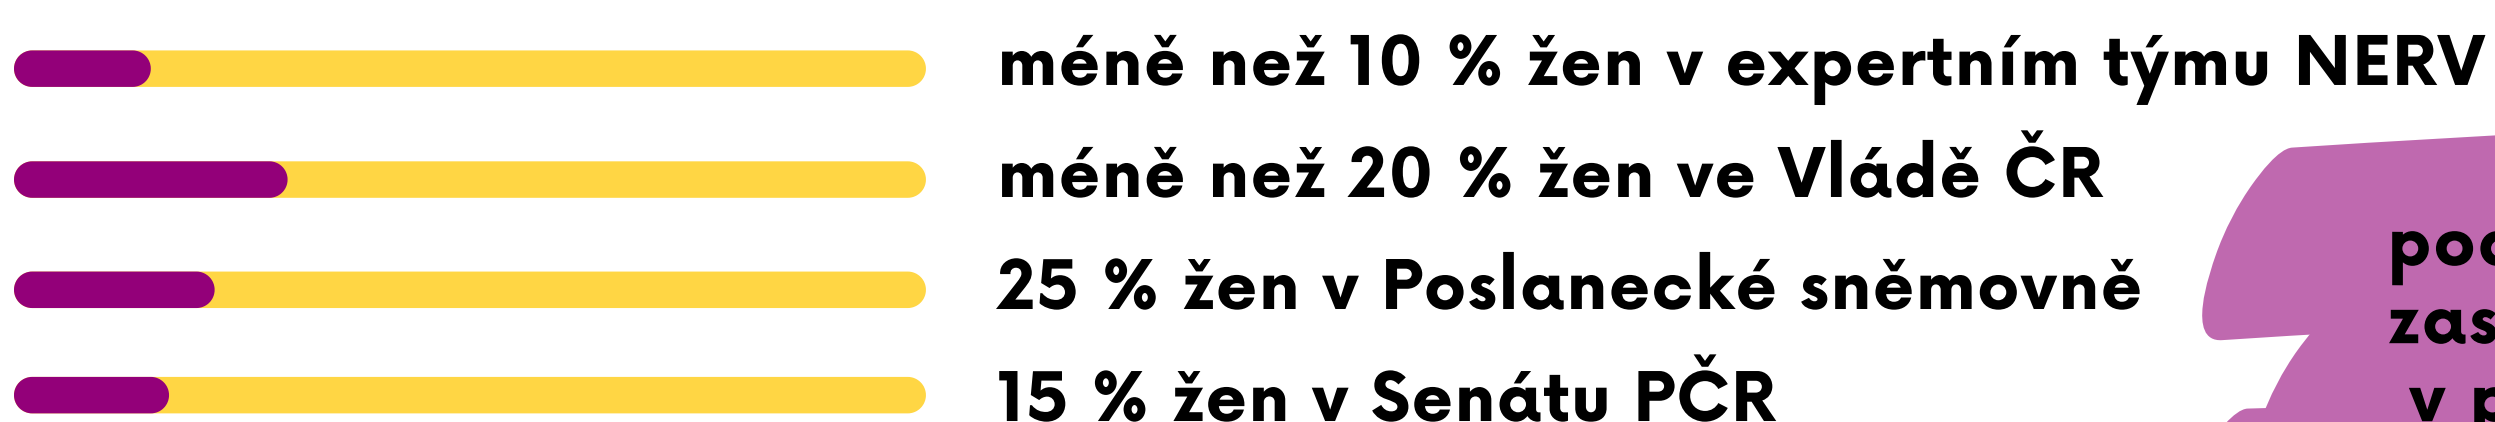 méně než 10 % žen v expertním týmu NERV
méně než 20 % žen ve Vládě ČR
25 % žen v Poslanecké sněmovně
15 % žen v Senátu PČR